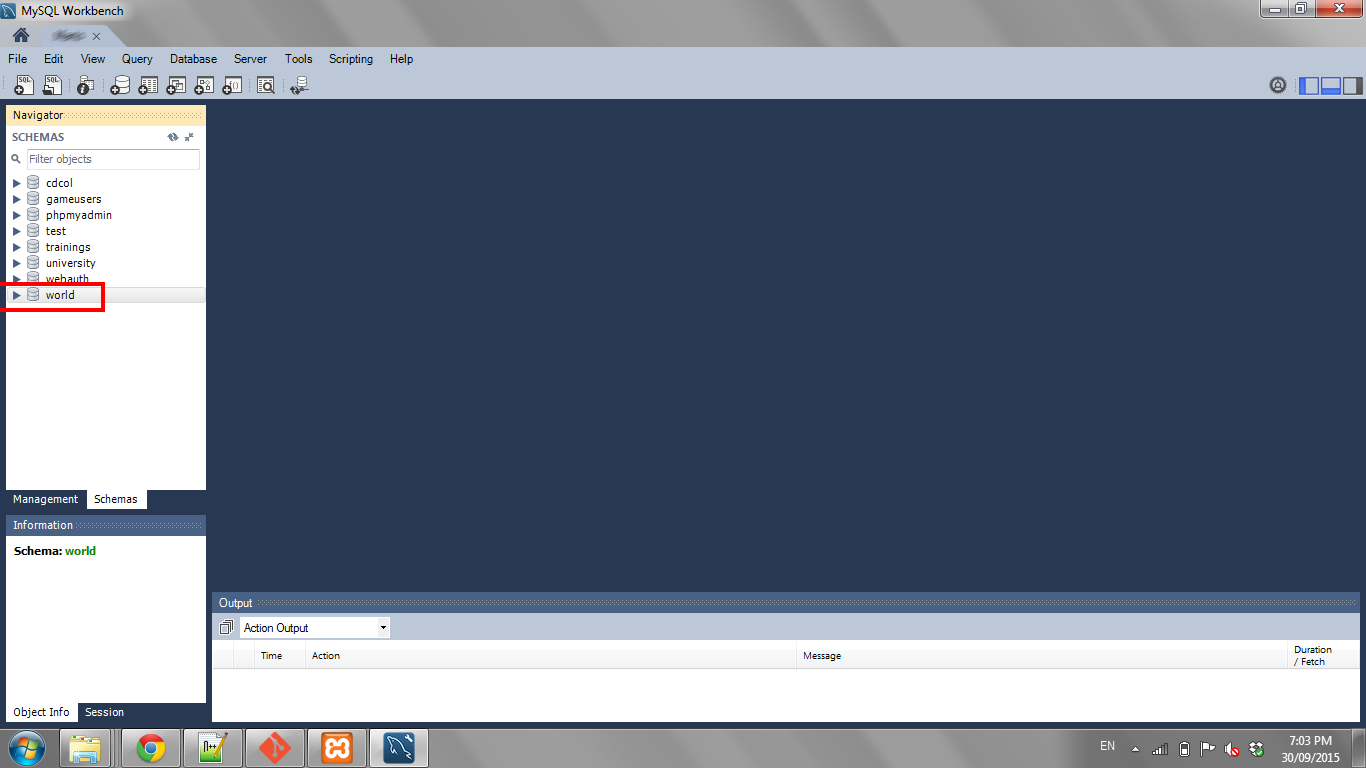 MySQL Workbench
File Edit View Query Database Server Tools Scripting Help
SQL SQL
Navigator
SCHEMAS
Filter objects
cdcol
gameusers
phpmyadmin
test
trainings
university
webauth
world
Management Schemas
Information
Schema: world
Object Info Session
Output
Action Output
Time Action Message Duration / Fetch
EN
7:03 PM
30/09/2015